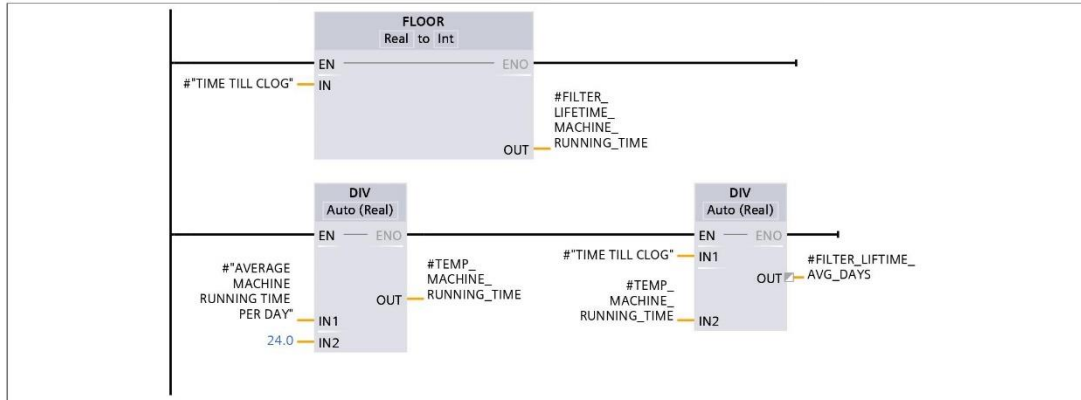 FLOOR
Real to Int
EN ENO
#"TIME TILL CLOG" IN
#FILTER_
LIFETIME_
MACHINE_
OUT RUNNING_TIME
DIV
Auto (Real)
EN ENO
#"AVERAGE
MACHINE
RUNNING TIME
PER DAY" IN1
24.0 IN2
#TEMP_
MACHINE_
OUT RUNNING_TIME
DIV
Auto (Real)
EN ENO
#"TIME TILL CLOG" IN1
#TEMP_
MACHINE_
RUNNING_TIME IN2
#FILTER_LIFTIME_
OUT AVG_DAYS